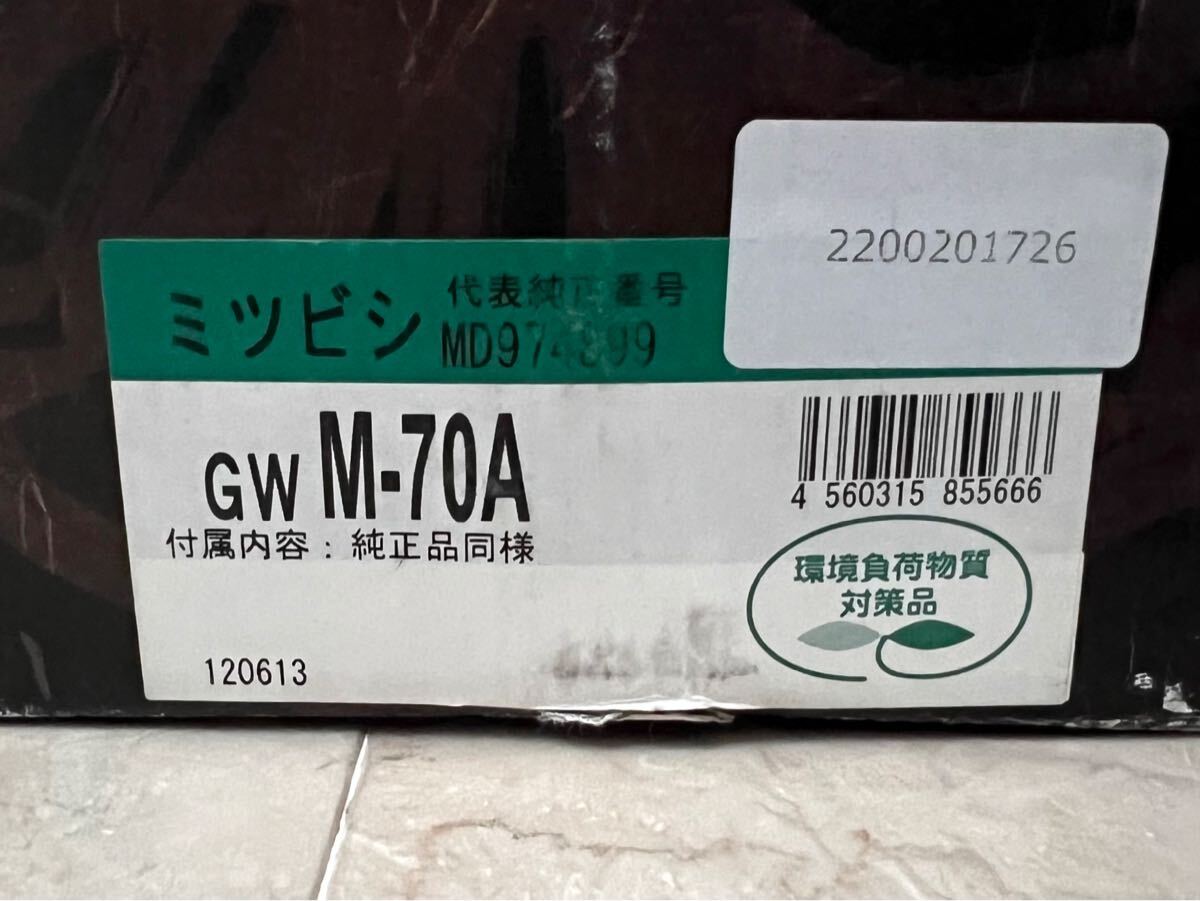 2200201726
ミツビシ
代表純正番号
MD974899
GW M-70A
付属内容：純正品同様
4 560315 855666
環境負荷物質
対策品
120613